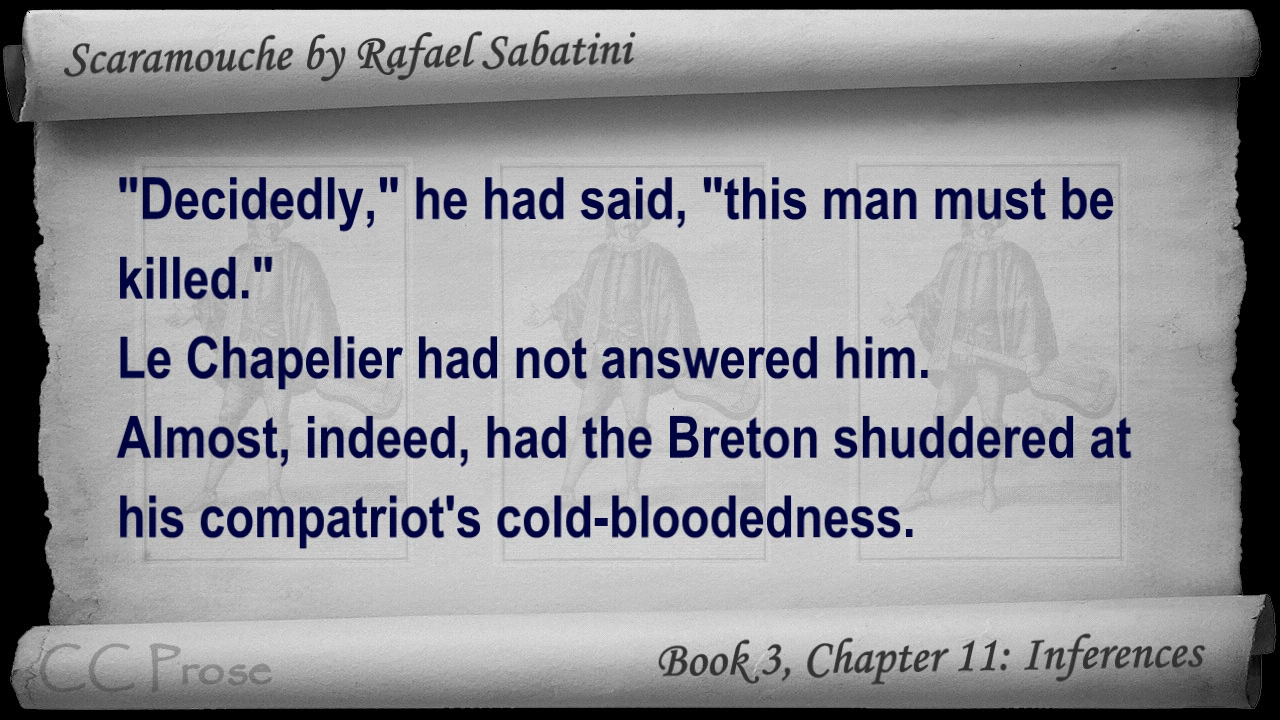 Scaramouche by Rafael Sabatini
"Decidedly," he had said, "this man must be
killed."
Le Chapelier had not answered him.
Almost, indeed, had the Breton shuddered at
his compatriot's cold-bloodedness.
CC Prose
Book 3, Chapter 11: Inferences